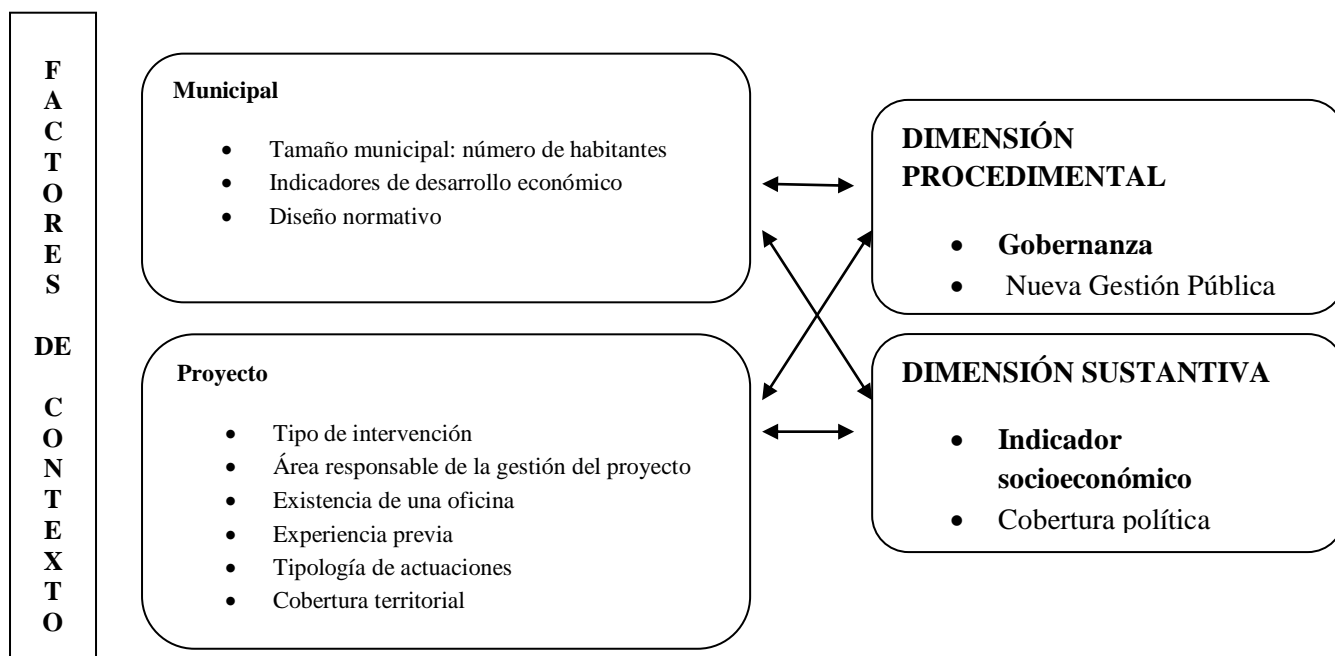 F
A
C
T
O
R
E
S
DE
C
O
N
T
E
X
T
O
Municipal
• Tamaño municipal: número de habitantes
• Indicadores de desarrollo económico
• Diseño normativo
Proyecto
• Tipo de intervención
• Área responsable de la gestión del proyecto
• Existencia de una oficina
• Experiencia previa
• Tipología de actuaciones
• Cobertura territorial
DIMENSIÓN
PROCEDIMENTAL
• Gobernanza
• Nueva Gestión Pública
DIMENSIÓN SUSTANTIVA
• Indicador
socioeconómico
• Cobertura política